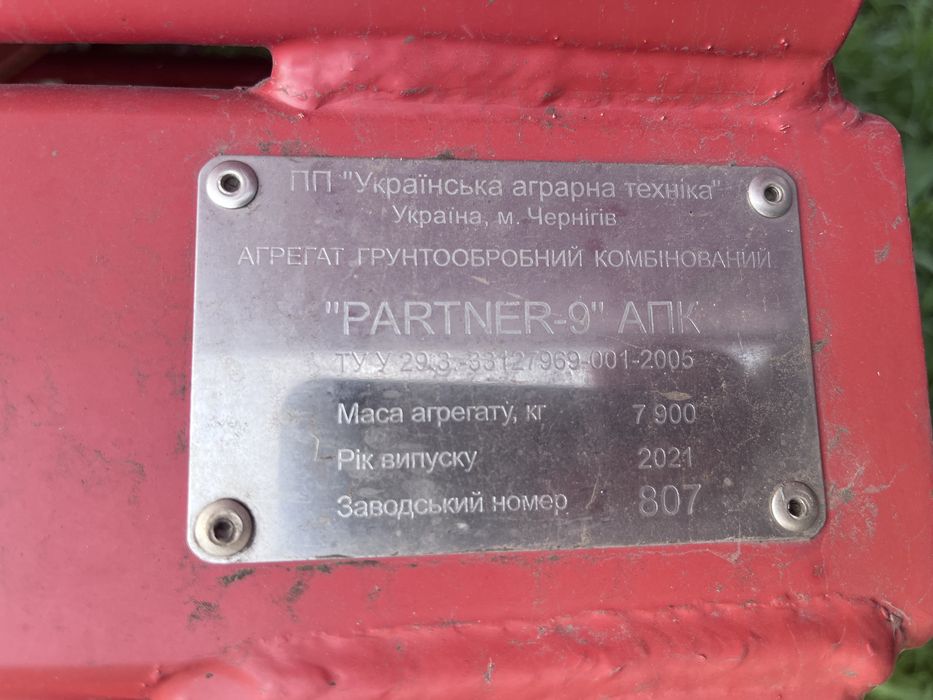 ПП "Українська аграрна техніка"
Україна, м. Чернігів
АГРЕГАТ ГРУНТООБРОБНИЙ КОМБІНОВАНИЙ
"PARTNER-9" АПК
ТУ У 29.3.-33127969-001-2005
Маса агрегату, кг 7 900
Рік випуску 2021
Заводський номер 807